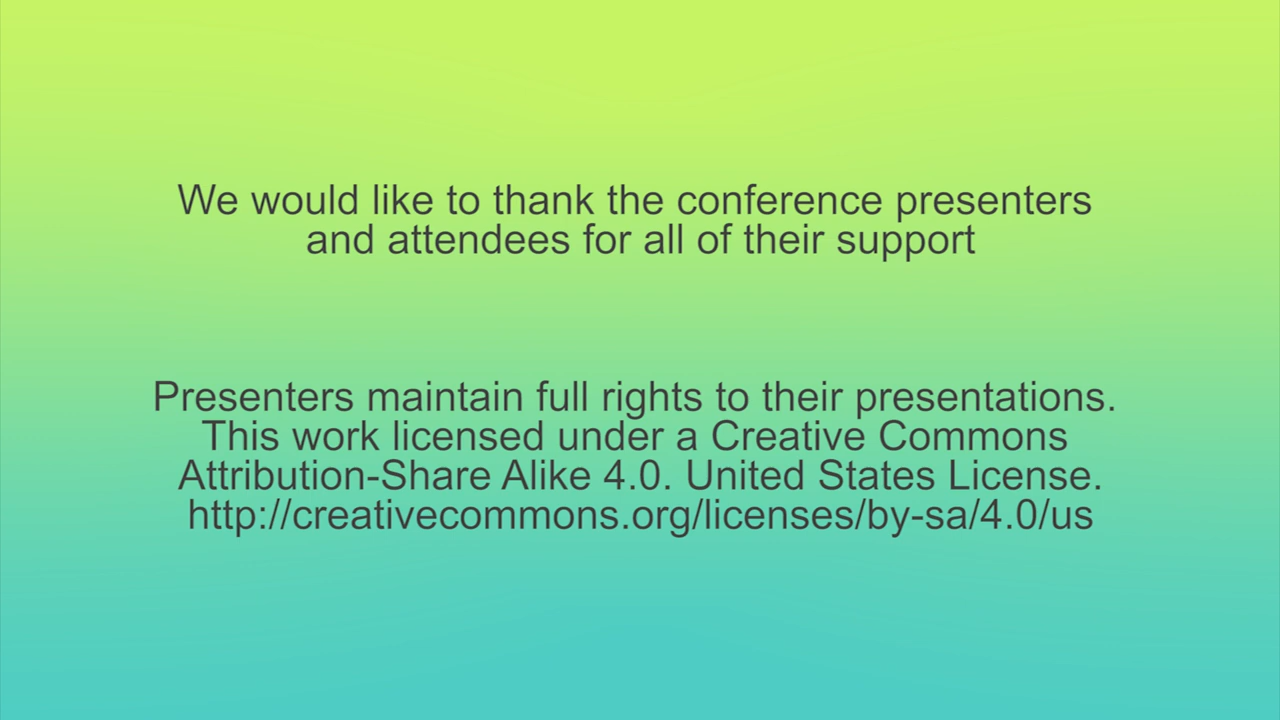 We would like to thank the conference presenters
and attendees for all of their support
Presenters maintain full rights to their presentations.
This work licensed under a Creative Commons
Attribution-Share Alike 4.0. United States License.
http://creativecommons.org/licenses/by-sa/4.0/us